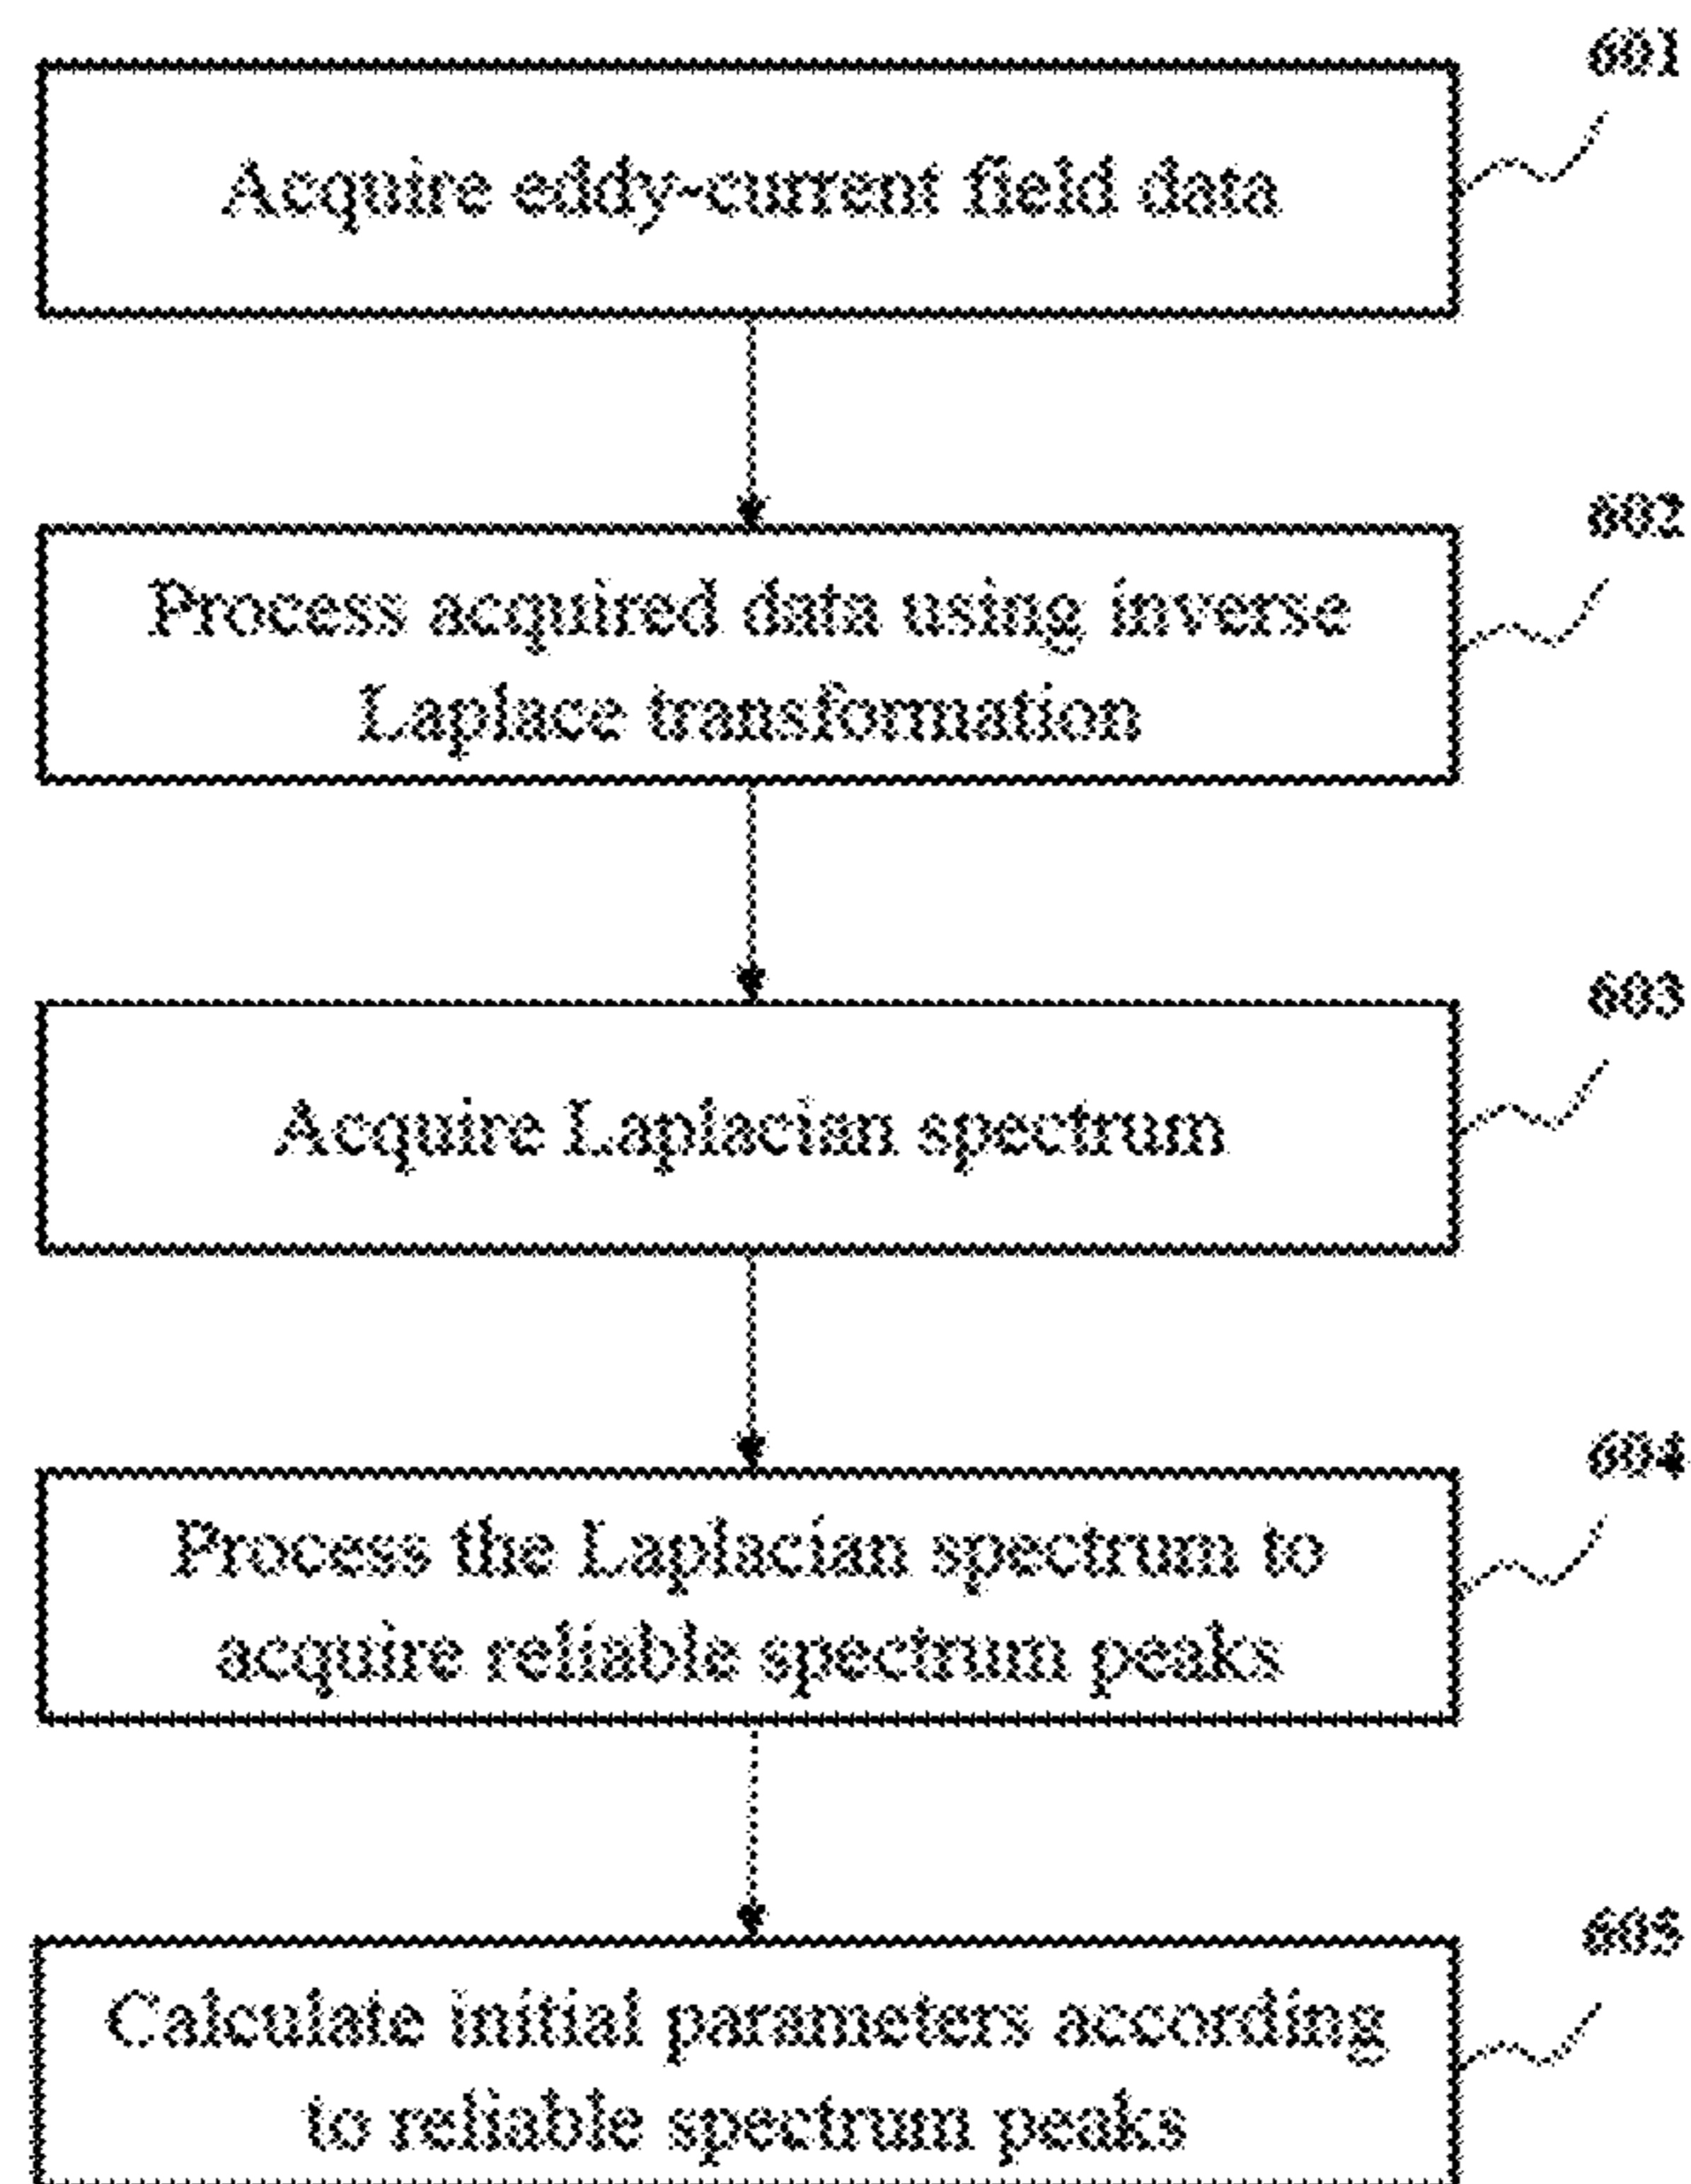 601
Acquire eddy-current field data
602
Process acquired data using inverse
Laplace transformation
603
Acquire Laplacian spectrum
604
Process the Laplacian spectrum to
acquire reliable spectrum peaks
605
Calculate initial parameters according
to reliable spectrum peaks